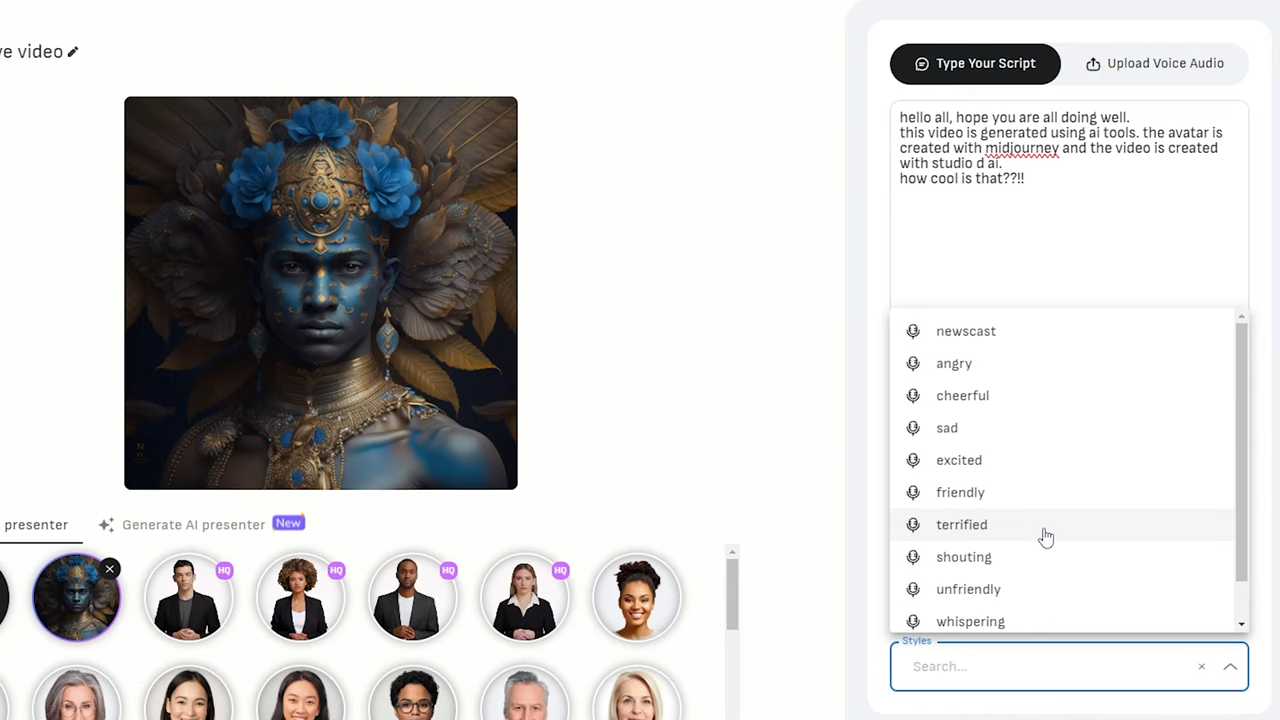 ve video
Type Your Script
Upload Voice Audio
hello all, hope you are all doing well.
this video is generated using ai tools. the avatar is
created with midjourney and the video is created
with studio d ai.
how cool is that??!!
presenter
Generate AI presenter
New
HQ
HQ
HQ
HQ
newscast
angry
cheerful
sad
excited
friendly
terrified
shouting
unfriendly
whispering
Styles
Search...